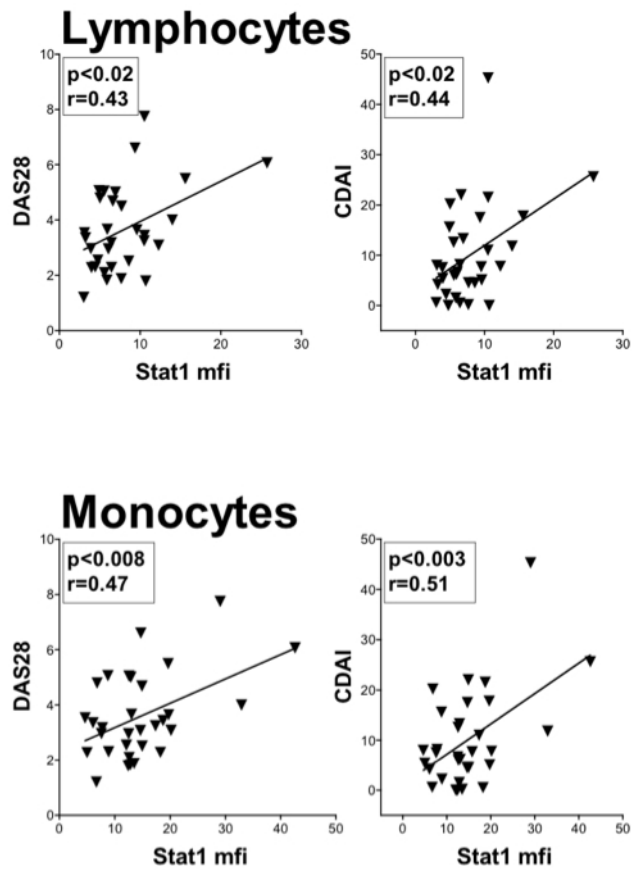 Lymphocytes
10
8
6
4
2
0
DAS28
p<0.02
r=0.43
0 10 20 30
Stat1 mfi
50
40
30
20
10
0
CDAI
p<0.02
r=0.44
0 10 20 30
Stat1 mfi
Monocytes
10
8
6
4
2
0
DAS28
p<0.008
r=0.47
0 10 20 30 40 50
Stat1 mfi
50
40
30
20
10
0
CDAI
p<0.003
r=0.51
0 10 20 30 40 50
Stat1 mfi